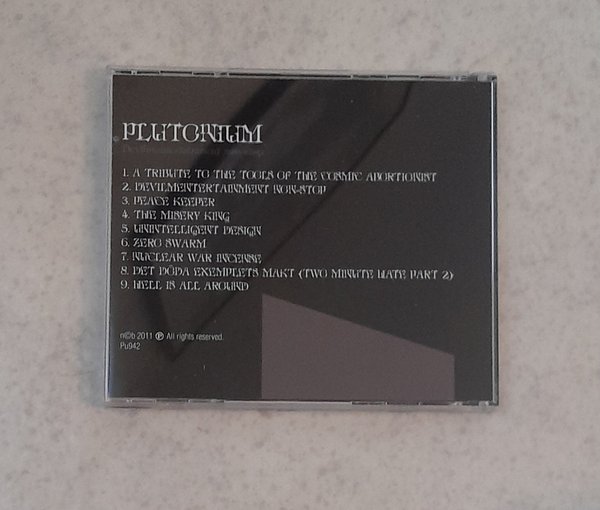 PLUTONIUM
1. A TRIBUTE TO THE TOOLS OF THE COSMIC ABORTIONIST
2. DEVILMENTERTAINMENT NON-STOP
3. PEACE KEEPER
4. THE MISERY KING
5. UNINTELLIGENT DESIGN
6. ZERO SWARM
7. NUCLEAR WAR INCENSE
8. DET DÖDA EXEMPLETS MAKT (TWO MINUTE HATE PART 2)
9. HELL IS ALL AROUND
n©b 2011 ℗ All rights reserved.
Pu942